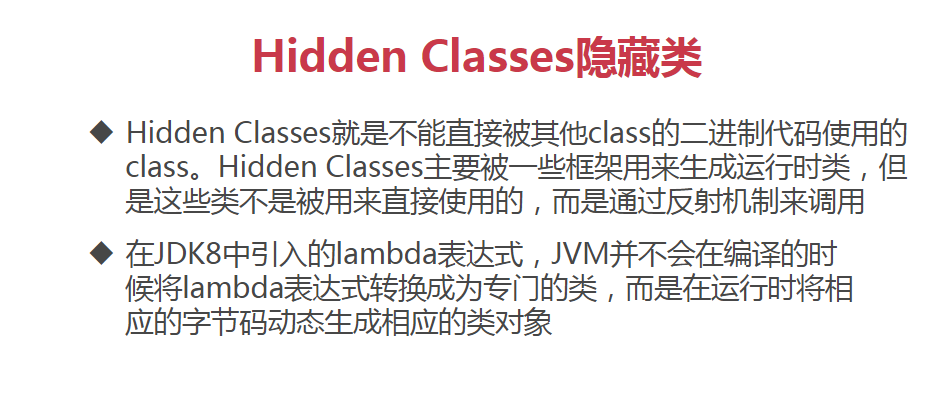 Hidden Classes隐藏类
◆ Hidden Classes就是不能直接被其他class的二进制代码使用的
class。Hidden Classes主要被一些框架用来生成运行时类，但
是这些类不是被用来直接使用的，而是通过反射机制来调用
◆ 在JDK8中引入的lambda表达式，JVM并不会在编译的时
候将lambda表达式转换成为专门的类，而是在运行时将相
应的字节码动态生成相应的类对象